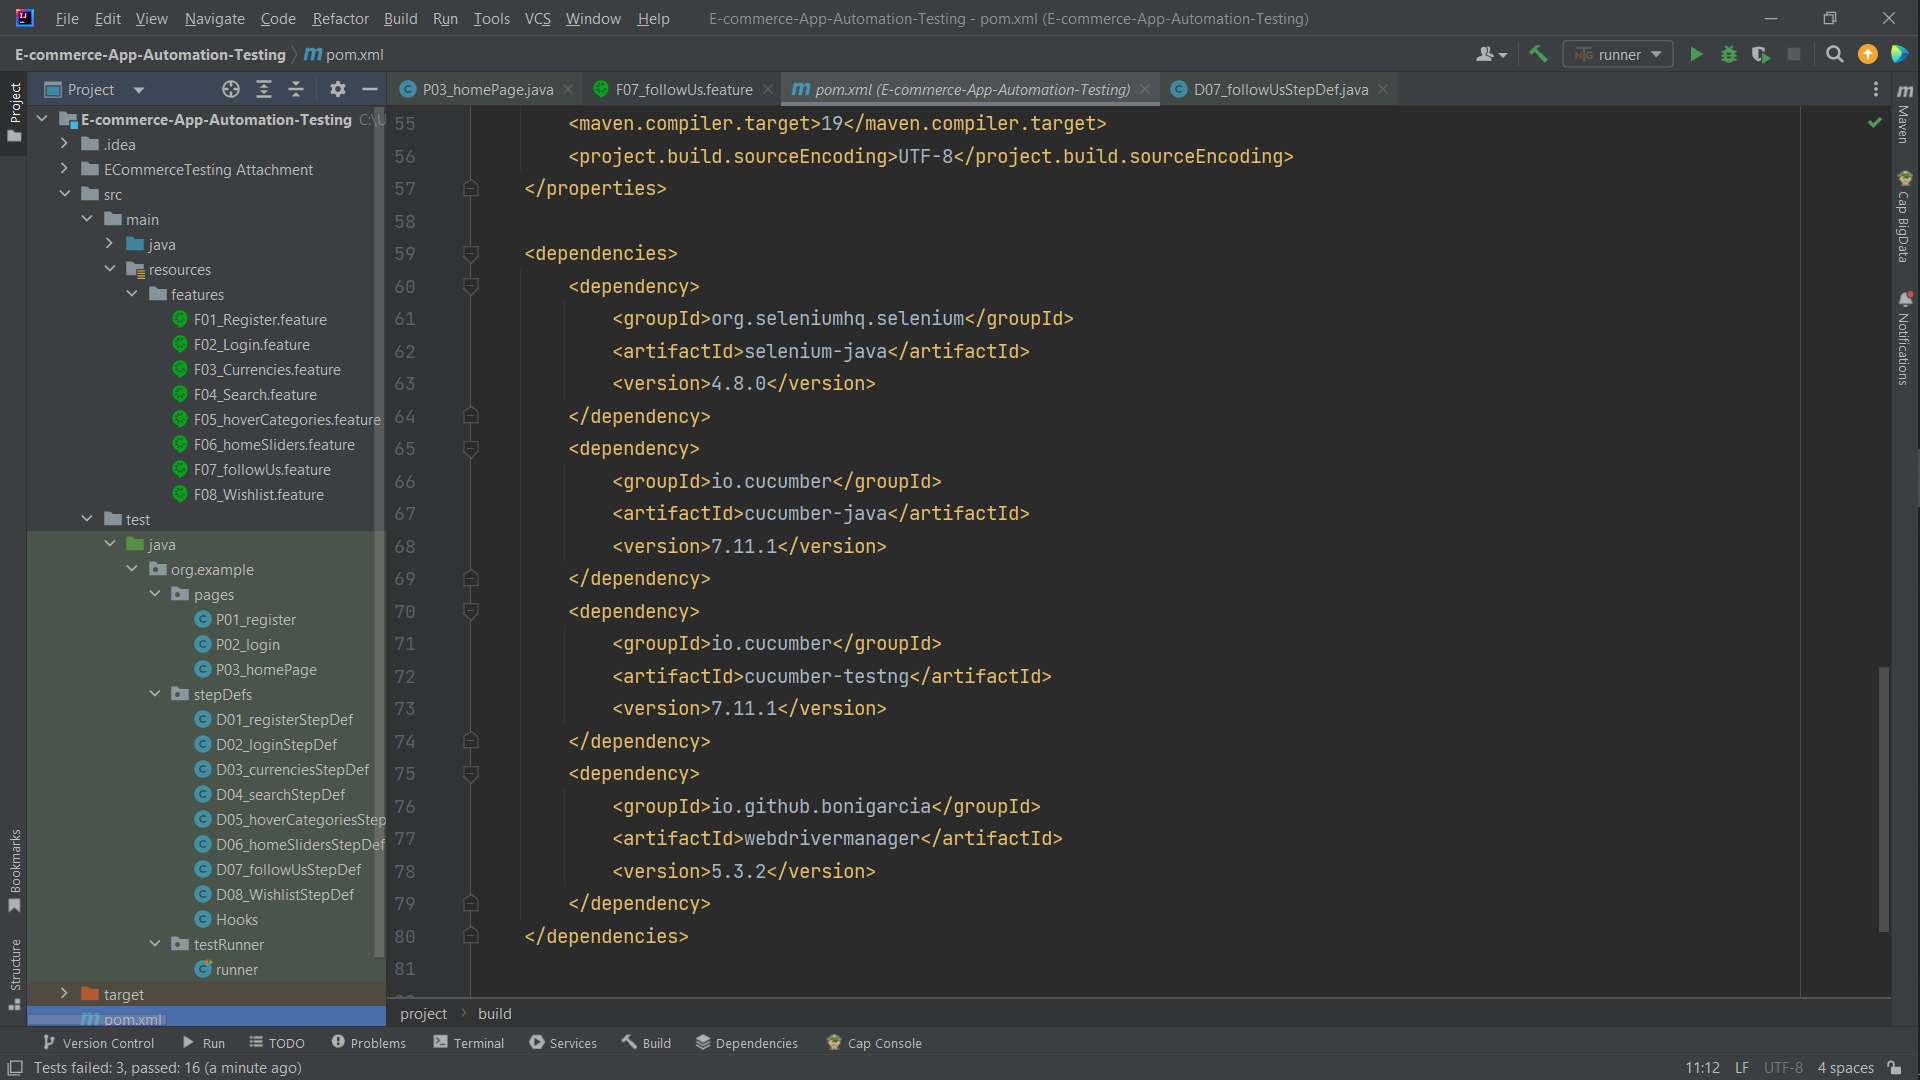 File Edit View Navigate Code Refactor Build Run Tools VCS Window Help E-commerce-App-Automation-Testing - pom.xml (E-commerce-App-Automation-Testing)
E-commerce-App-Automation-Testing m pom.xml runner
Project P03_homePage.java F07_followUs.feature m pom.xml (E-commerce-App-Automation-Testing) D07_followUsStepDef.java
Project
Bookmarks
Structure
E-commerce-App-Automation-Testing C:\U
.idea
ECommerceTesting Attachment
src
main
java
resources
features
F01_Register.feature
F02_Login.feature
F03_Currencies.feature
F04_Search.feature
F05_hoverCategories.feature
F06_homeSliders.feature
F07_followUs.feature
F08_Wishlist.feature
test
java
org.example
pages
P01_register
P02_login
P03_homePage
stepDefs
D01_registerStepDef
D02_loginStepDef
D03_currenciesStepDef
D04_searchStepDef
D05_hoverCategoriesStep
D06_homeSlidersStepDef
D07_followUsStepDef
D08_WishlistStepDef
Hooks
testRunner
runner
target
m pom.xml
55 <maven.compiler.target>19</maven.compiler.target>
56 <project.build.sourceEncoding>UTF-8</project.build.sourceEncoding>
57 </properties>
58
59 <dependencies>
60 <dependency>
61 <groupId>org.seleniumhq.selenium</groupId>
62 <artifactId>selenium-java</artifactId>
63 <version>4.8.0</version>
64 </dependency>
65 <dependency>
66 <groupId>io.cucumber</groupId>
67 <artifactId>cucumber-java</artifactId>
68 <version>7.11.1</version>
69 </dependency>
70 <dependency>
71 <groupId>io.cucumber</groupId>
72 <artifactId>cucumber-testng</artifactId>
73 <version>7.11.1</version>
74 </dependency>
75 <dependency>
76 <groupId>io.github.bonigarcia</groupId>
77 <artifactId>webdrivermanager</artifactId>
78 <version>5.3.2</version>
79 </dependency>
80 </dependencies>
81
m Maven
Cap BigData
Notifications
project build
Version Control Run TODO Problems Terminal Services Build Dependencies Cap Console
Tests failed: 3, passed: 16 (a minute ago) 11:12 LF UTF-8 4 spaces